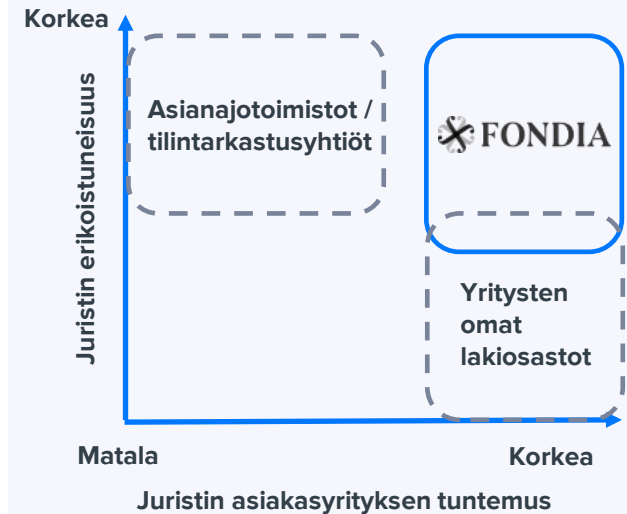 Korkea
Juristin erikoistuneisuus
Asianajotoimistot /
tilintarkastusyhtiöt
FONDIA
Yritysten
omat
lakiosastot
Matala
Korkea
Juristin asiakasyrityksen tuntemus